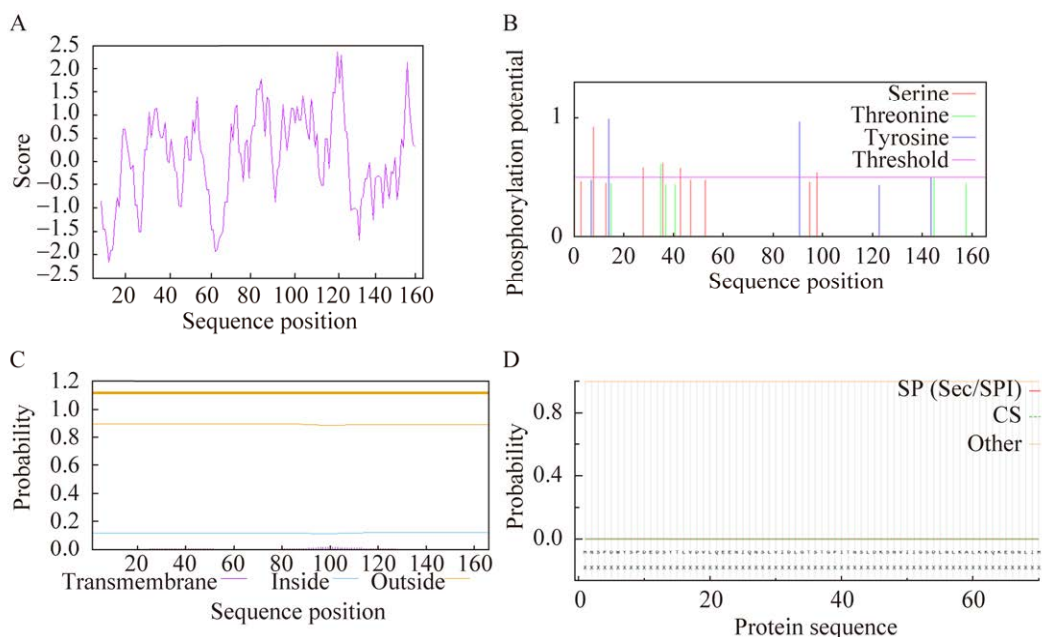 A
2.5
2.0
1.5
1.0
0.5
0.0
−0.5
−1.0
−1.5
−2.0
−2.5
Score
20 40 60 80 100 120 140 160
Sequence position
B
Phosphorylation potential
1
0
Serine
Threonine
Tyrosine
Threshold
0 20 40 60 80 100 120 140 160
Sequence position
C
1.2
1.0
0.8
0.6
0.4
0.2
0.0
Probability
20 40 60 80 100 120 140 160
Transmembrane Inside Outside
Sequence position
D
SP (Sec/SPI)
CS
Other
0.8
0.4
0.0
Probability
0 20 40 60
Protein sequence